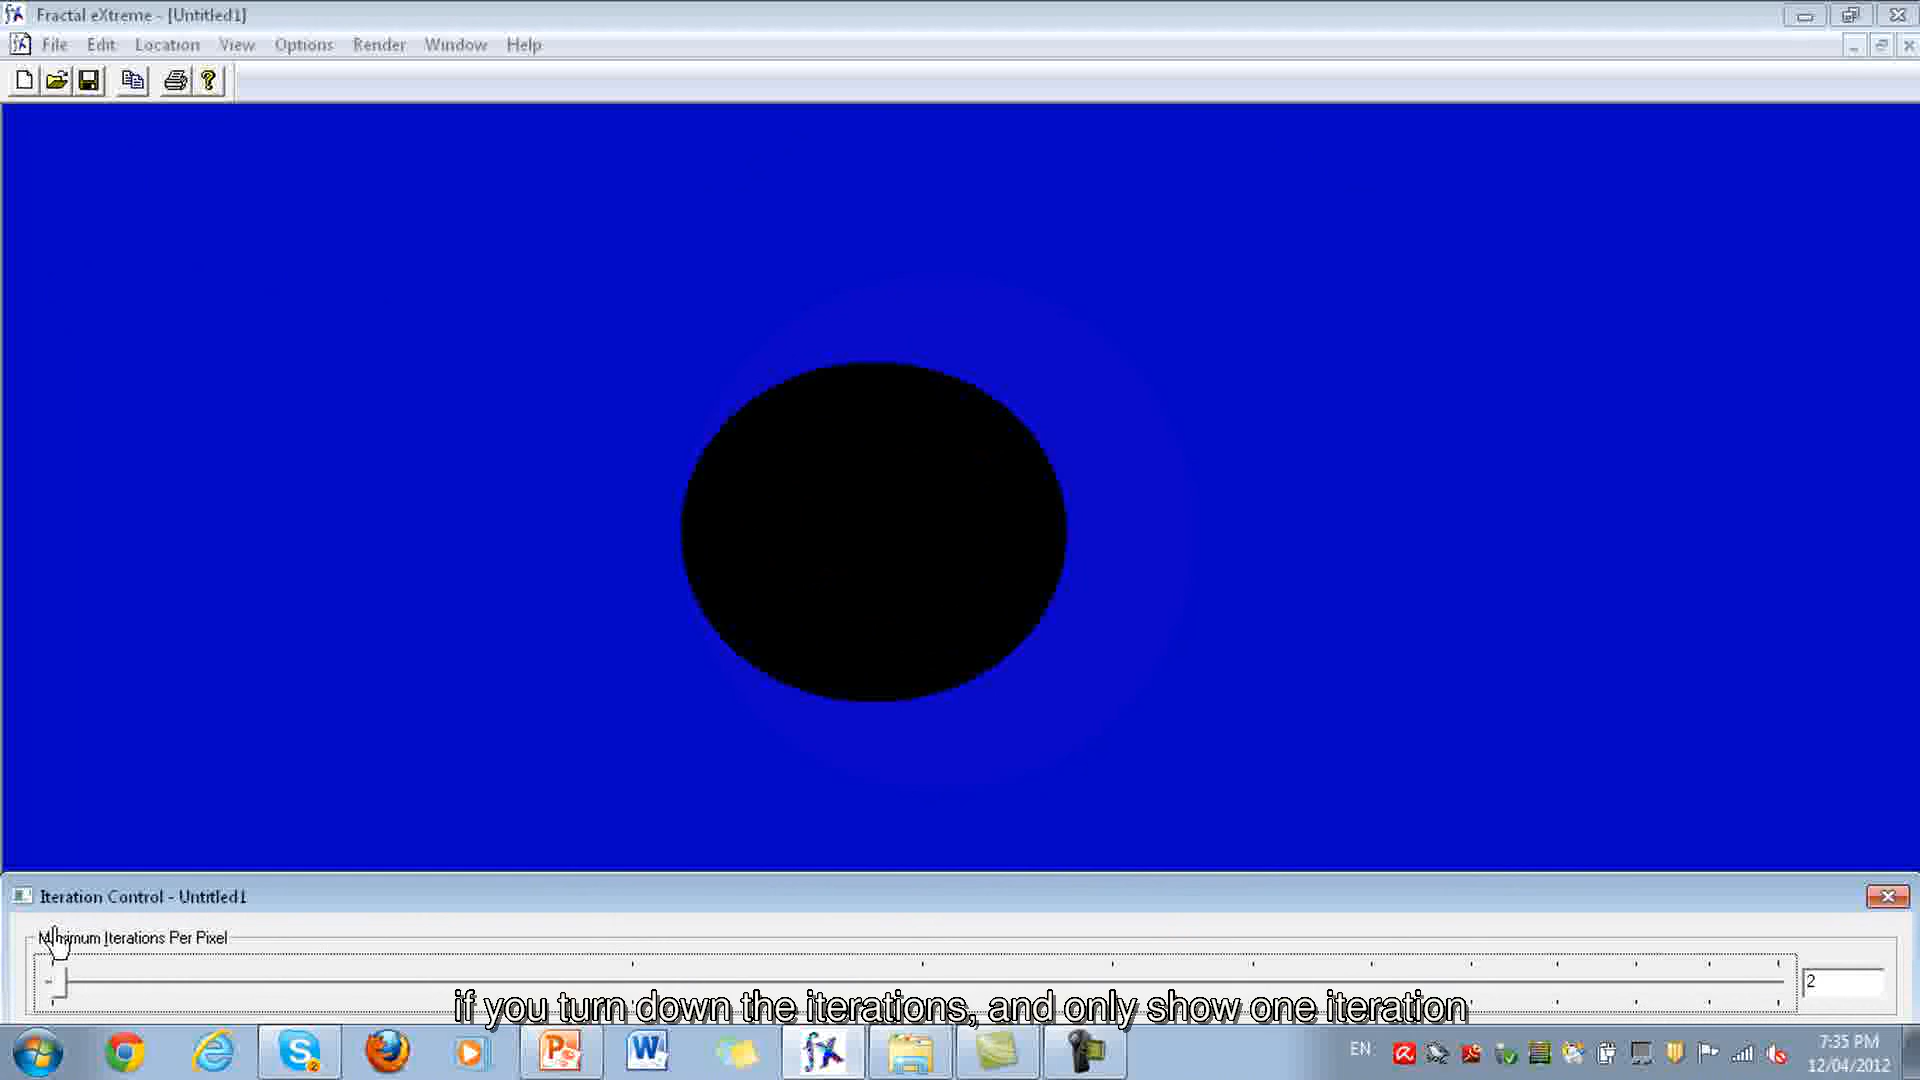 Fractal eXtreme - [Untitled1]
File Edit Location View Options Render Window Help
Iteration Control - Untitled1
Minimum Iterations Per Pixel
2
if you turn down the iterations, and only show one iteration
EN
7:35 PM
12/04/2012